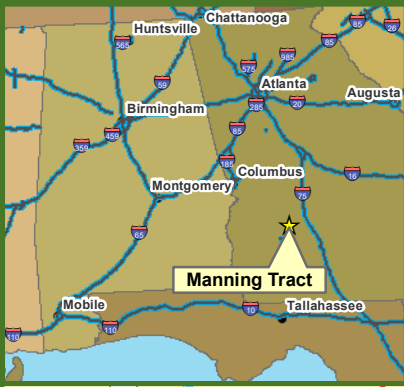 Chattanooga
Huntsville
85
26
565
985
575
59
Atlanta
Augusta
285
20
Birmingham
459
85
359
185
Columbus
16
75
Montgomery
65
Manning Tract
Mobile
10
Tallahassee
110
110